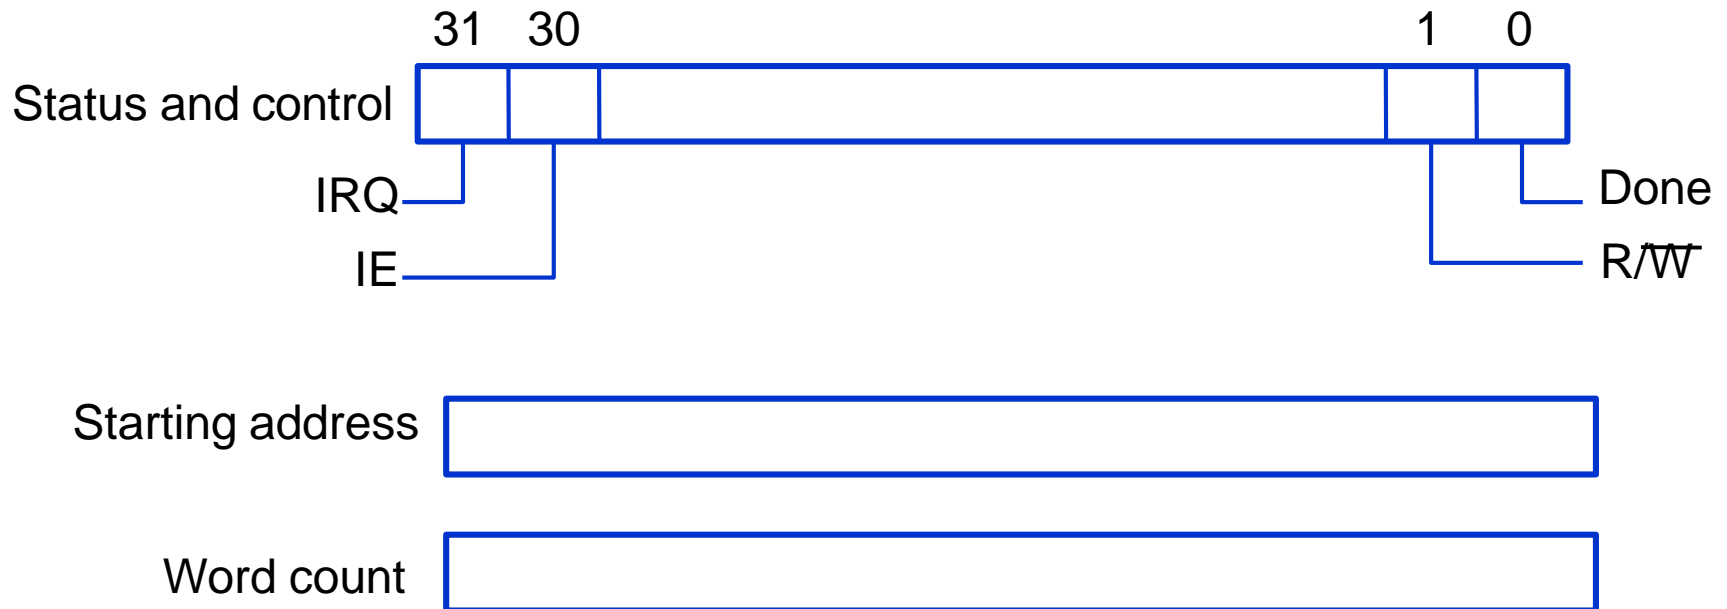 31 30 1 0
Status and control
IRQ Done
IE R/W̅
Starting address
Word count